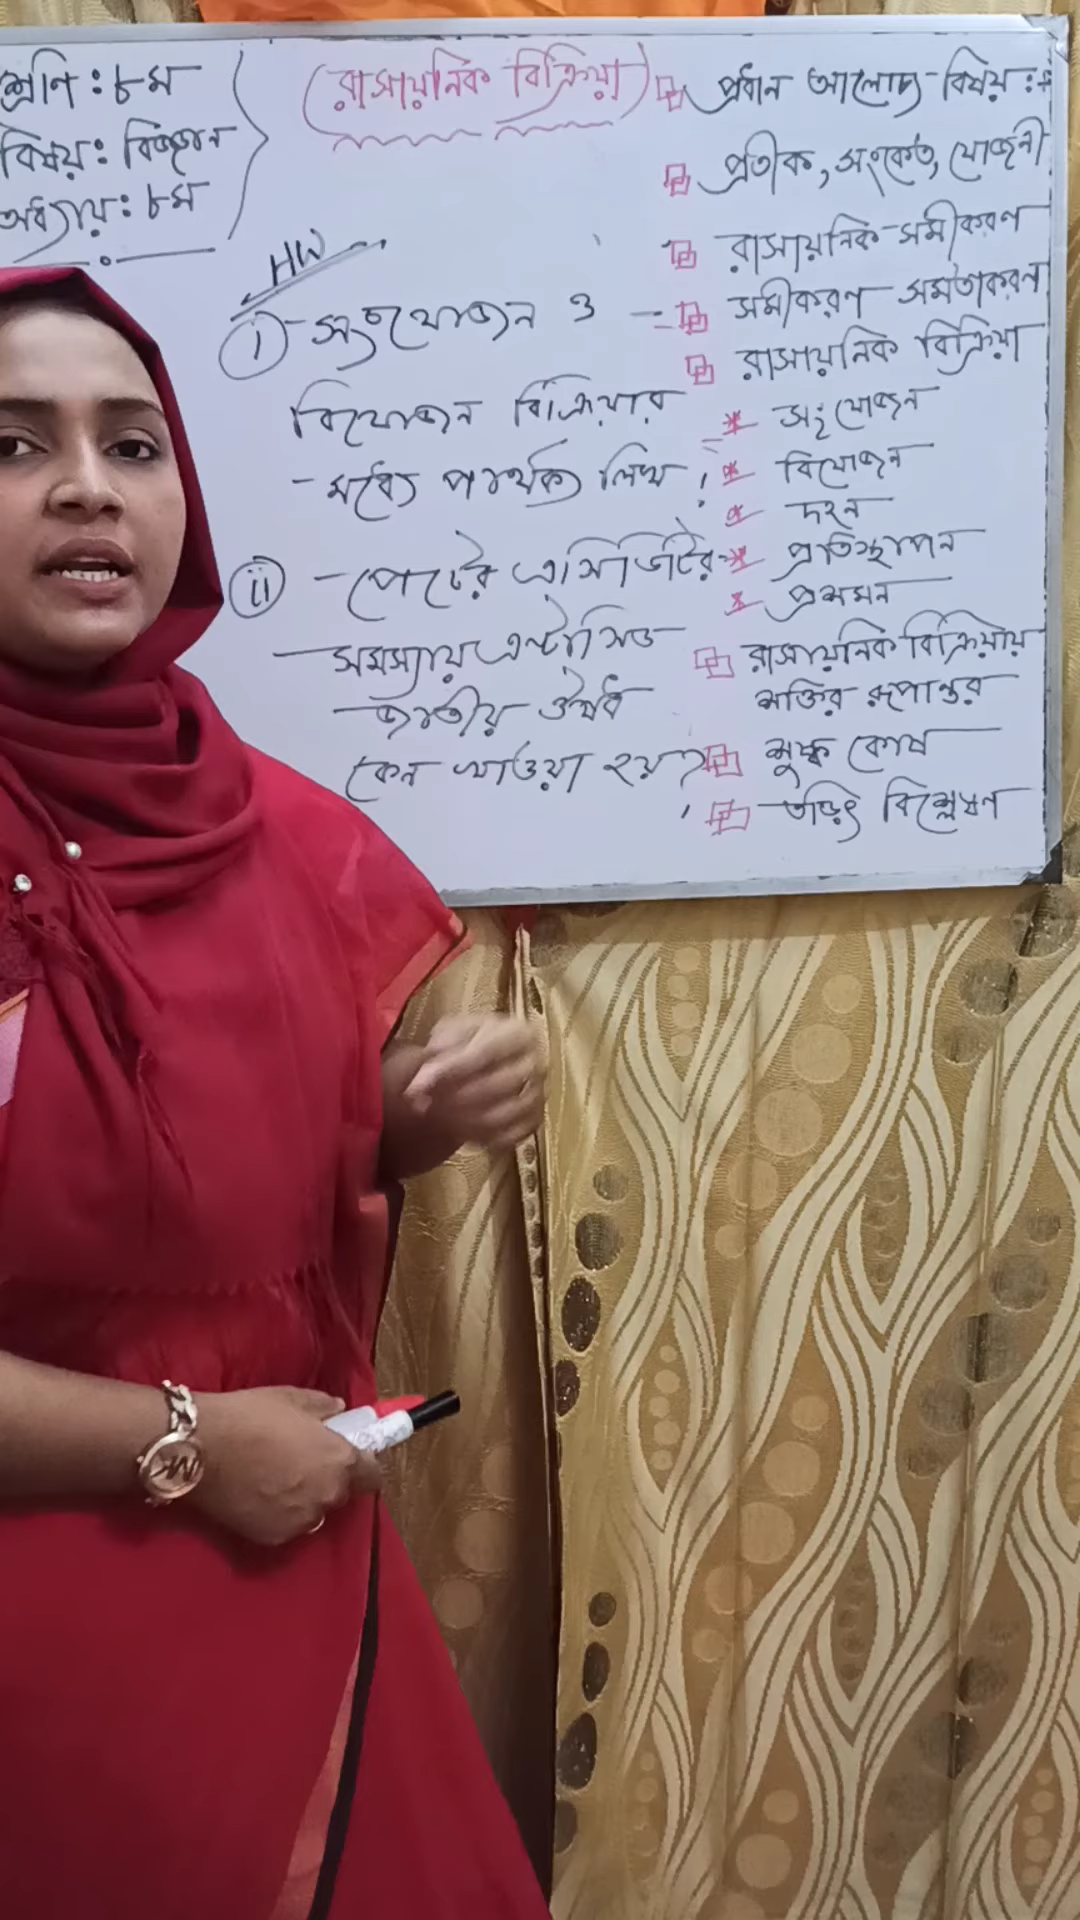 শ্রেণি : ৮ম
বিষয় : বিজ্ঞান
অধ্যায় : ৮ম
(রাসায়নিক বিক্রিয়া)
HW
i সংযোজন ও
বিযোজন বিক্রিয়ার
মধ্যে পার্থক্য লিখ ।
ii পেটের এসিডিটির
সমস্যায় এন্টাসিড
জাতীয় ঔষধ
কেন খাওয়া হয় ?
প্রধান আলোচ্য বিষয় :
প্রতীক, সংকেত, যোজনী
রাসায়নিক সমীকরণ
সমীকরণ সমতাকরণ
রাসায়নিক বিক্রিয়া
* সংযোজন
* বিযোজন
* দহন
* প্রতিস্থাপন
* প্রশমন
রাসায়নিক বিক্রিয়ায়
শক্তির রূপান্তর
শুষ্ক কোষ
তড়িৎ বিশ্লেষণ